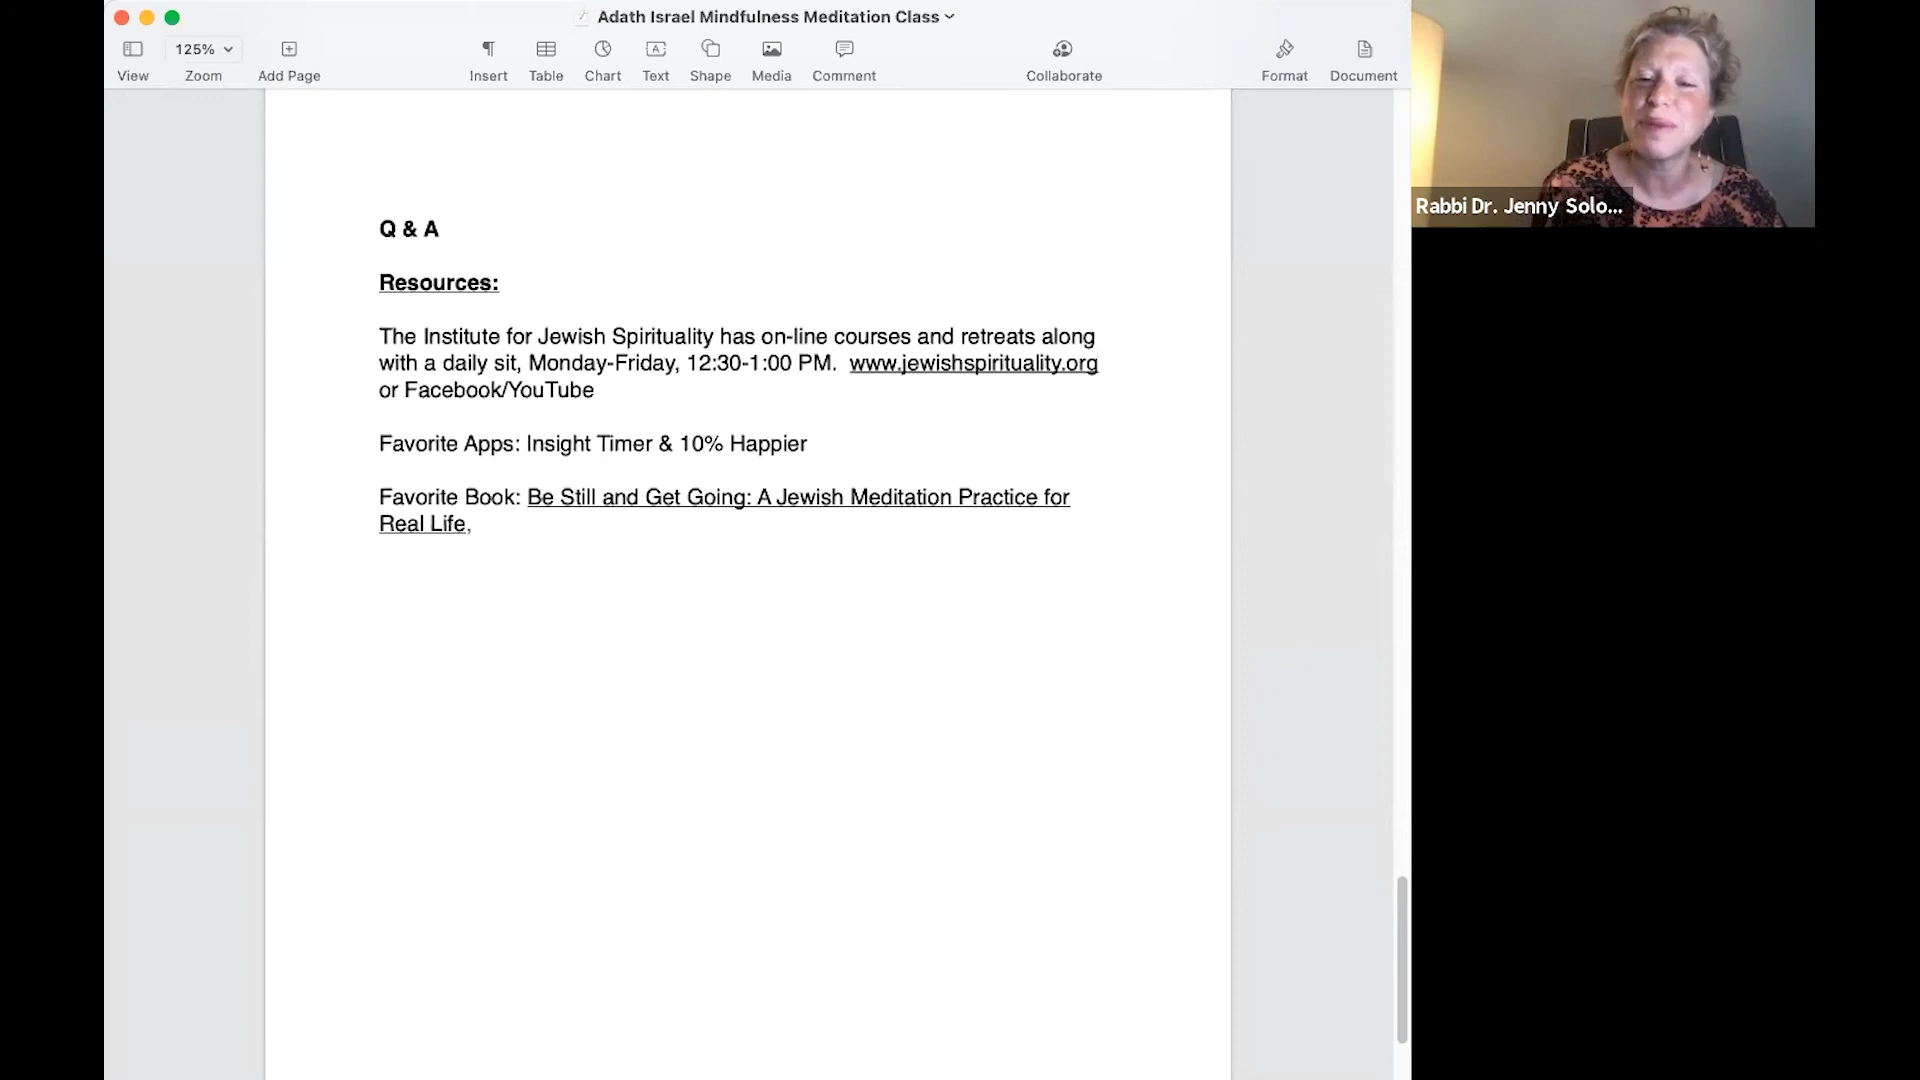 Adath Israel Mindfulness Meditation Class
125%
View
Zoom
Add Page
Insert
Table
Chart
Text
Shape
Media
Comment
Collaborate
Format
Document
Rabbi Dr. Jenny Solo...
Q & A
Resources:
The Institute for Jewish Spirituality has on-line courses and retreats along
with a daily sit, Monday-Friday, 12:30-1:00 PM.  www.jewishspirituality.org
or Facebook/YouTube
Favorite Apps: Insight Timer & 10% Happier
Favorite Book: Be Still and Get Going: A Jewish Meditation Practice for
Real Life,